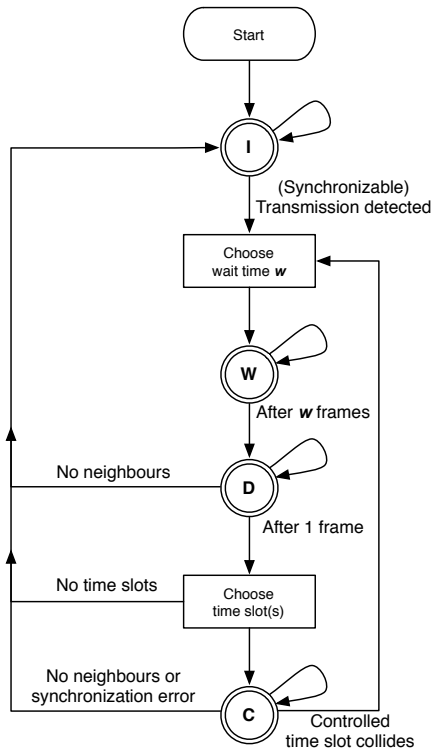 Start
I
(Synchronizable)
Transmission detected
Choose
wait time w
W
After w frames
No neighbours
D
After 1 frame
No time slots
Choose
time slot(s)
No neighbours or
synchronization error
C
Controlled
time slot collides